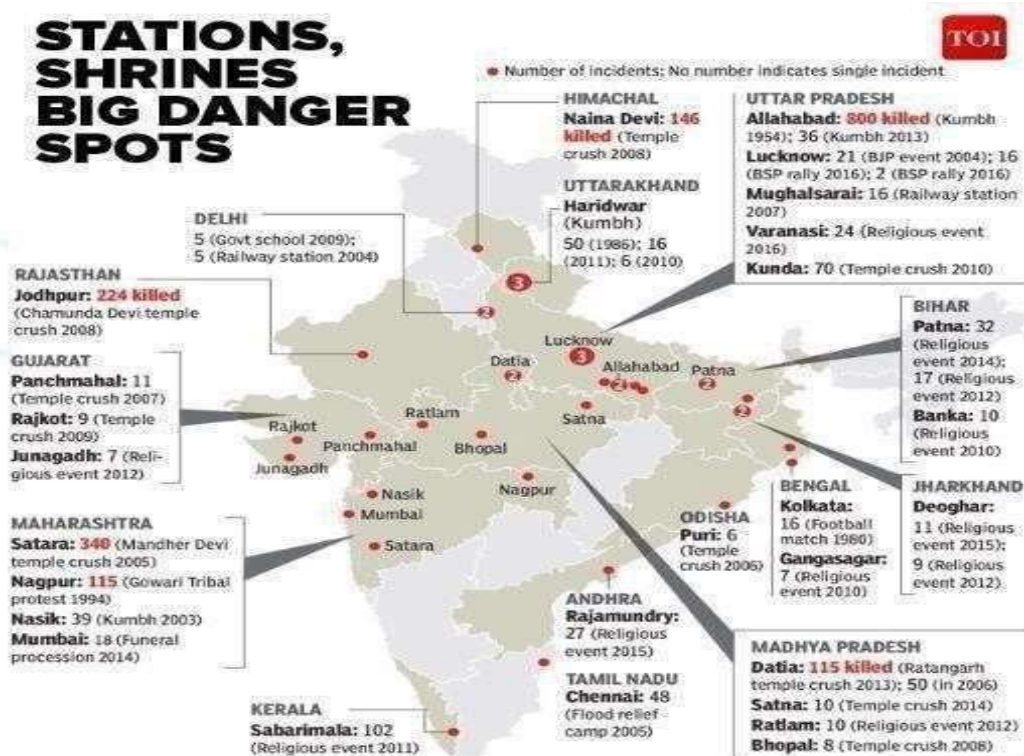 STATIONS,
SHRINES
BIG DANGER
SPOTS
TOI
Number of incidents; No number indicates single incident
HIMACHAL
Naina Devi: 146
killed (Temple
crush 2008)
UTTARAKHAND
Haridwar
(Kumbh)
50 (1986); 16
(2011); 6 (2010)
UTTAR PRADESH
Allahabad: 800 killed (Kumbh
1954); 36 (Kumbh 2013)
Lucknow: 21 (BJP event 2004); 16
(BSP rally 2016); 2 (BSP rally 2016)
Mughalsarai: 16 (Railway station
2007)
Varanasi: 24 (Religious event
2016)
Kunda: 70 (Temple crush 2010)
DELHI
5 (Govt school 2009);
5 (Railway station 2004)
RAJASTHAN
Jodhpur: 224 killed
(Chamunda Devi temple
crush 2008)
GUJARAT
Panchmahal: 11
(Temple crush 2007)
Rajkot: 9 (Temple
crush 2009)
Junagadh: 7 (Reli-
gious event 2012)
MAHARASHTRA
Satara: 340 (Mandher Devi
temple crush 2005)
Nagpur: 115 (Gowari Tribal
protest 1994)
Nasik: 39 (Kumbh 2003)
Mumbai: 18 (Funeral
procession 2014)
3
2
Lucknow
3
Datia
2
Allahabad
2
Patna
2
2
Satna
Ratlam
Rajkot
Panchmahal
Bhopal
Junagadh
Nagpur
Nasik
Mumbai
Satara
BIHAR
Patna: 32
(Religious
event 2014);
17 (Religious
event 2012)
Banka: 10
(Religious
event 2010)
JHARKHAND
Deoghar:
11 (Religious
event 2015);
9 (Religious
event 2012)
BENGAL
Kolkata:
16 (Football
match 1980)
Gangasagar:
7 (Religious
event 2010)
ODISHA
Puri: 6
(Temple
crush 2006)
ANDHRA
Rajamundry:
27 (Religious
event 2015)
TAMIL NADU
Chennai: 48
(Flood relief
camp 2005)
KERALA
Sabarimala: 102
(Religious event 2011)
MADHYA PRADESH
Datia: 115 killed (Ratangarh
temple crush 2013); 50 (in 2006)
Satna: 10 (Temple crush 2014)
Ratlam: 10 (Religious event 2012)
Bhopal: 8 (Temple crush 2008)